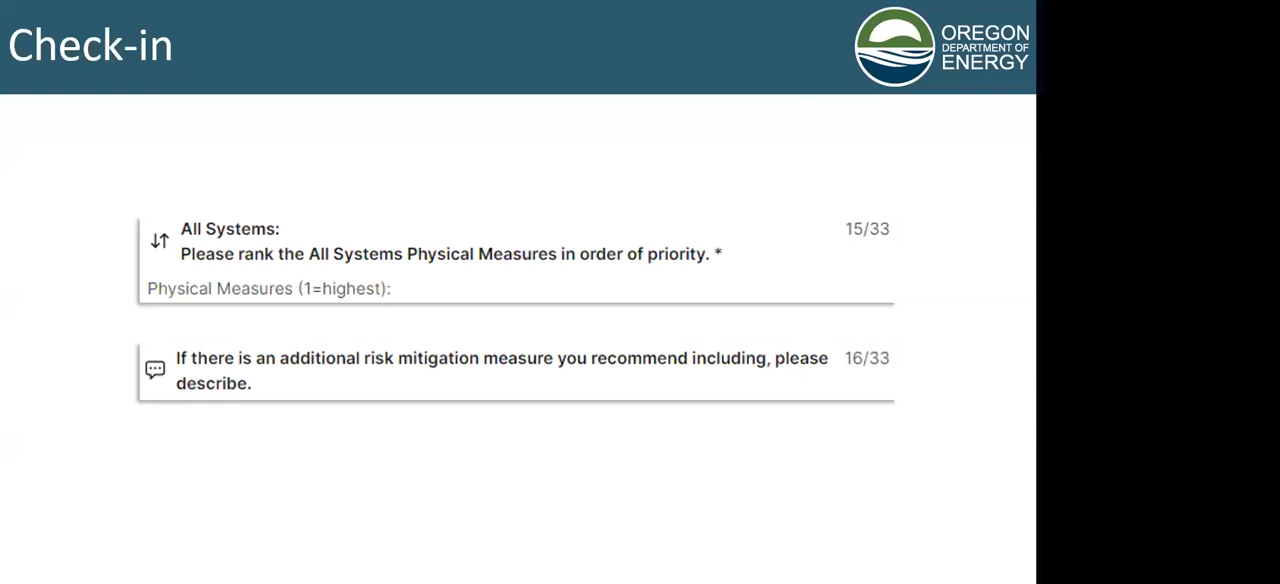 Check-in
OREGON
DEPARTMENT OF
ENERGY
All Systems:
15/33
Please rank the All Systems Physical Measures in order of priority. *
Physical Measures (1=highest):
If there is an additional risk mitigation measure you recommend including, please
16/33
describe.